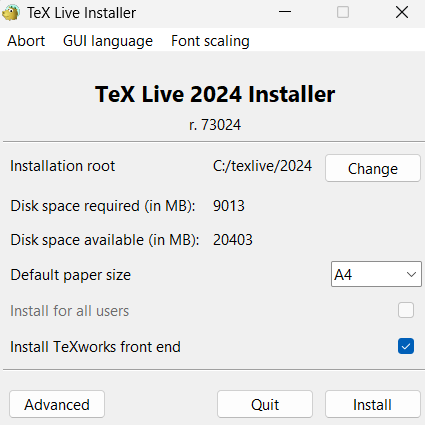 TeX Live Installer
Abort GUI language Font scaling
TeX Live 2024 Installer
r. 73024
Installation root C:/texlive/2024 Change
Disk space required (in MB): 9013
Disk space available (in MB): 20403
Default paper size A4
Install for all users
Install TeXworks front end
Advanced Quit Install